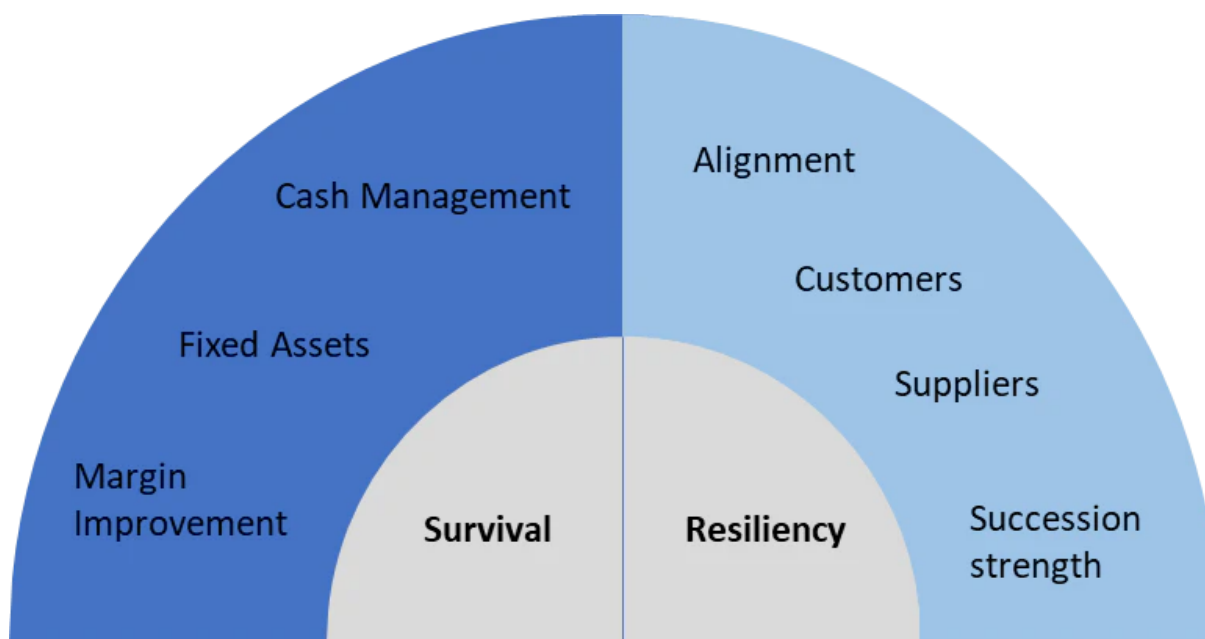 Cash Management
Fixed Assets
Margin
Improvement
Survival
Alignment
Customers
Suppliers
Succession
strength
Resiliency